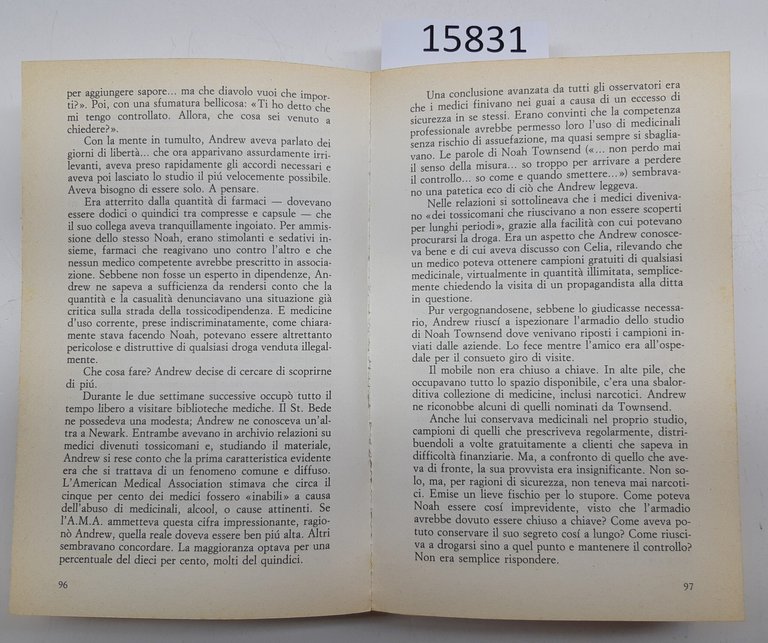 15831
per aggiungere sapore... ma che diavolo vuoi che impor-
ti?». Poi, con una sfumatura bellicosa: «Ti ho detto che
mi tengo controllato. Allora, che cosa sei venuto a
chiedere?».
Con la mente in tumulto, Andrew aveva parlato dei
giorni di libertà... che ora apparivano assurdamente irri-
levanti, aveva preso rapidamente gli accordi necessari e
aveva poi lasciato lo studio il piú velocemente possibile.
Aveva bisogno di essere solo. A pensare.
Era atterrito dalla quantità di farmaci — dovevano
essere dodici o quindici tra compresse e capsule — che
il suo collega aveva tranquillamente ingoiato. Per ammis-
sione dello stesso Noah, erano stimolanti e sedativi in-
sieme, farmaci che reagivano uno contro l'altro e che
nessun medico competente avrebbe prescritto in associa-
zione. Sebbene non fosse un esperto in dipendenze, An-
drew ne sapeva a sufficienza da rendersi conto che la
quantità e la casualità denunciavano una situazione già
critica sulla strada della tossicodipendenza. E medicine
d'uso corrente, prese indiscriminatamente, come chiara-
mente stava facendo Noah, potevano essere altrettanto
pericolose e distruttive di qualsiasi droga venduta illegal-
mente.
Che cosa fare? Andrew decise di cercare di scoprirne
di piú.
Durante le due settimane successive occupò tutto il
tempo libero a visitare biblioteche mediche. Il St. Bede
ne possedeva una modesta; Andrew ne conosceva un'al-
tra a Newark. Entrambe avevano in archivio relazioni su
medici divenuti tossicomani e, studiando il materiale,
Andrew si rese conto che la prima caratteristica evidente
era che si trattava di un fenomeno comune e diffuso.
L'American Medical Association stimava che circa il
cinque per cento dei medici fossero «inabili» a causa
dell'abuso di medicinali, alcool, o cause attinenti. Se
l'A.M.A. ammetteva questa cifra impressionante, ragio-
nò Andrew, quella reale doveva essere ben piú alta. Altri
sembravano concordare. La maggioranza optava per una
percentuale del dieci per cento, molti del quindici.
96
Una conclusione avanzata da tutti gli osservatori era
che i medici finivano nei guai a causa di un eccesso di
sicurezza in se stessi. Erano convinti che la competenza
professionale avrebbe permesso loro l'uso di medicinali
senza rischio di assuefazione, ma quasi sempre si sbaglia-
vano. Le parole di Noah Townsend («... non perdo mai
il senso della misura... so troppo per arrivare a perdere
il controllo... so come e quando smettere...») sembrava-
no una patetica eco di ciò che Andrew leggeva.
Nelle relazioni si sottolineava che i medici diveniva-
no «dei tossicomani che riuscivano a non essere scoperti
per lunghi periodi», grazie alla facilità con cui potevano
procurarsi la droga. Era un aspetto che Andrew conosce-
va bene e di cui aveva discusso con Celia, rilevando che
un medico poteva ottenere campioni gratuiti di qualsiasi
medicinale, virtualmente in quantità illimitata, semplice-
mente chiedendo la visita di un propagandista alla ditta
in questione.
Pur vergognandosene, sebbene lo giudicasse necessa-
rio, Andrew riuscí a ispezionare l'armadio dello studio
di Noah Townsend dove venivano riposti i campioni in-
viati dalle aziende. Lo fece mentre l'amico era all'ospe-
dale per il consueto giro di visite.
Il mobile non era chiuso a chiave. In alte pile, che
occupavano tutto lo spazio disponibile, c'era una sbalor-
ditiva collezione di medicine, inclusi narcotici. Andrew
ne riconobbe alcuni di quelli nominati da Townsend.
Anche lui conservava medicinali nel proprio studio,
campioni di quelli che prescriveva regolarmente, distri-
buendoli a volte gratuitamente a clienti che sapeva in
difficoltà finanziarie. Ma, a confronto di quello che ave-
va di fronte, la sua provvista era insignificante. Non so-
lo, ma, per ragioni di sicurezza, non teneva mai narcoti-
ci. Emise un lieve fischio per lo stupore. Come poteva
Noah essere cosí imprevidente, visto che l'armadio
avrebbe dovuto essere chiuso a chiave? Come aveva po-
tuto conservare il suo segreto cosí a lungo? Come riusci-
va a drogarsi sino a quel punto e mantenere il controllo?
Non era semplice rispondere.
97